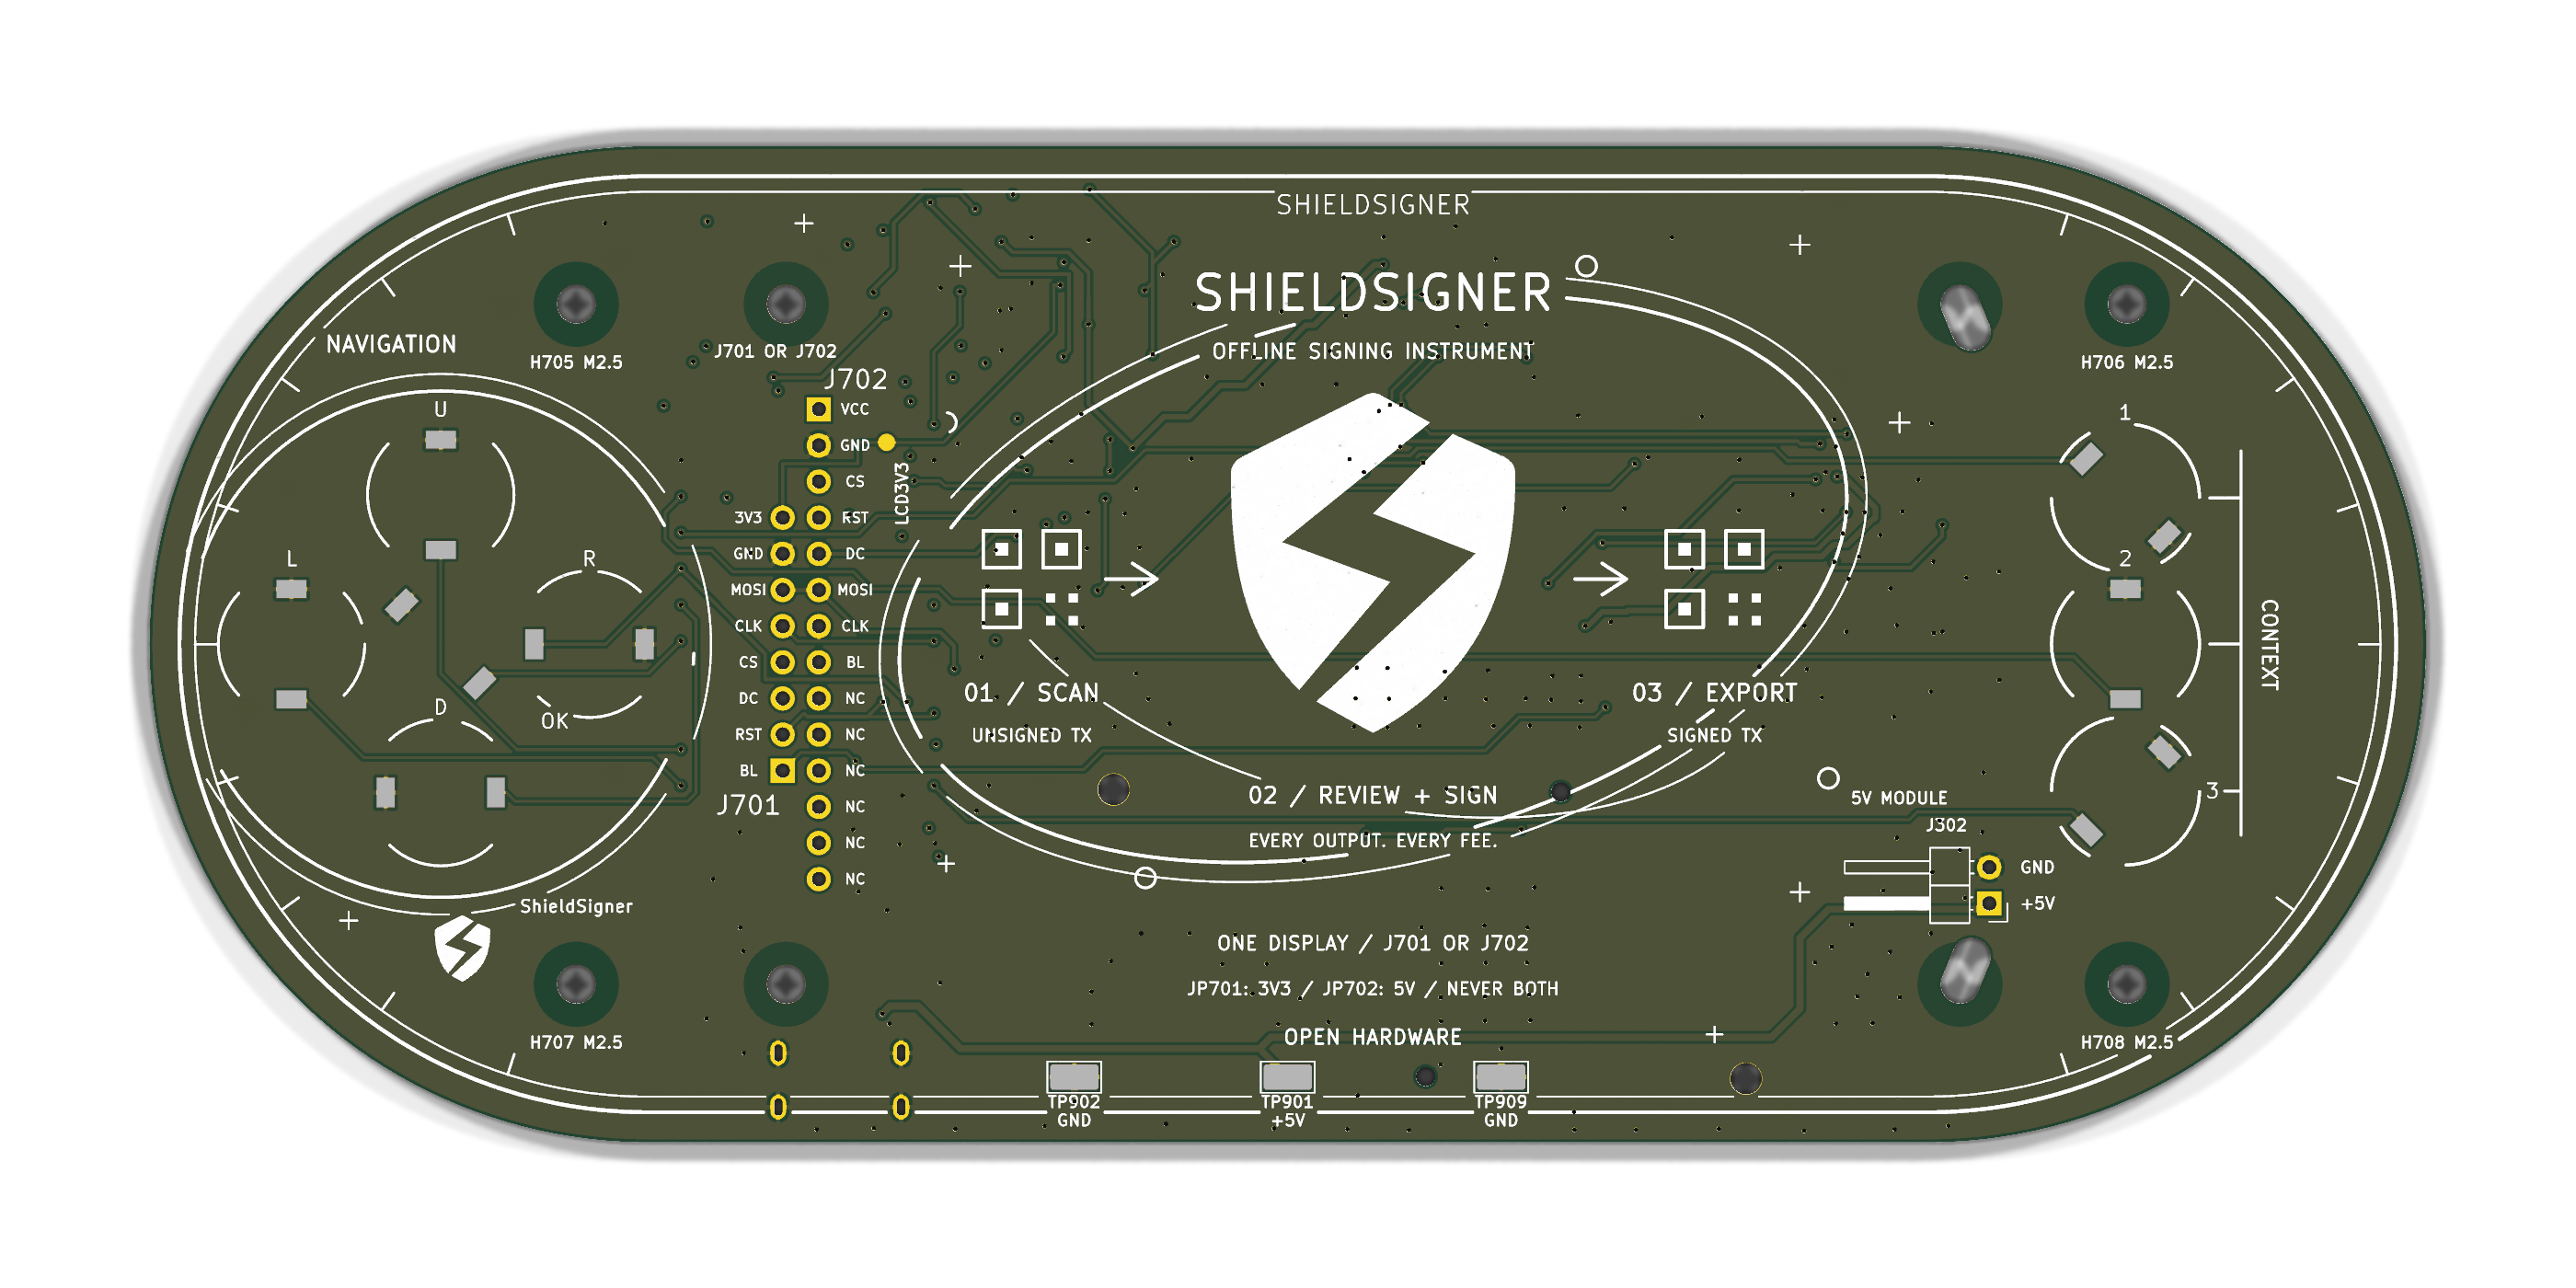 SHIELDSIGNER
SHIELDSIGNER
OFFLINE SIGNING INSTRUMENT
NAVIGATION
H705 M2.5
J701 OR J702
H706 M2.5
J702
VCC
GND
CS
RST
DC
MOSI
CLK
BL
NC
NC
NC
NC
NC
NC
LCD3V3
3V3
GND
MOSI
CLK
CS
DC
RST
BL
J701
U
L
R
D
OK
1
2
3
CONTEXT
01 / SCAN
UNSIGNED TX
03 / EXPORT
SIGNED TX
02 / REVIEW + SIGN
EVERY OUTPUT. EVERY FEE.
5V MODULE
J302
GND
+5V
ShieldSigner
ONE DISPLAY / J701 OR J702
JP701: 3V3 / JP702: 5V / NEVER BOTH
OPEN HARDWARE
H707 M2.5
H708 M2.5
TP902
GND
TP901
+5V
TP909
GND